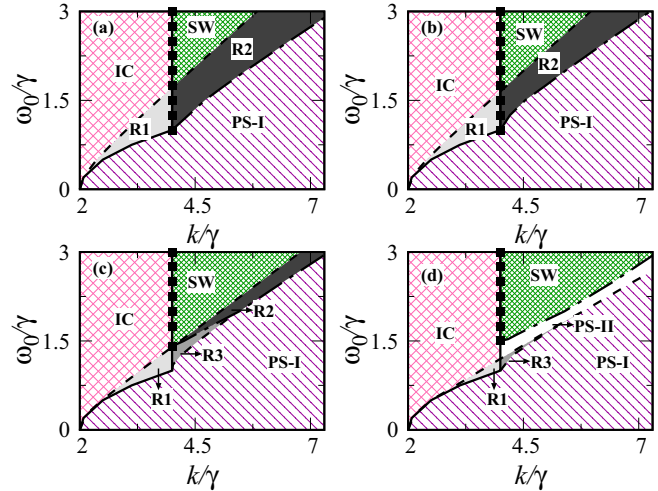 3
(a)
SW
R2
IC
ω₀/γ
1.5
R1
PS-I
0
2
4.5
7
k/γ
3
(b)
SW
R2
IC
ω₀/γ
1.5
R1
PS-I
0
2
4.5
7
k/γ
3
(c)
SW
IC
ω₀/γ
1.5
R2
R3
PS-I
R1
0
2
4.5
7
k/γ
3
(d)
SW
IC
ω₀/γ
1.5
PS-II
R3
PS-I
R1
0
2
4.5
7
k/γ